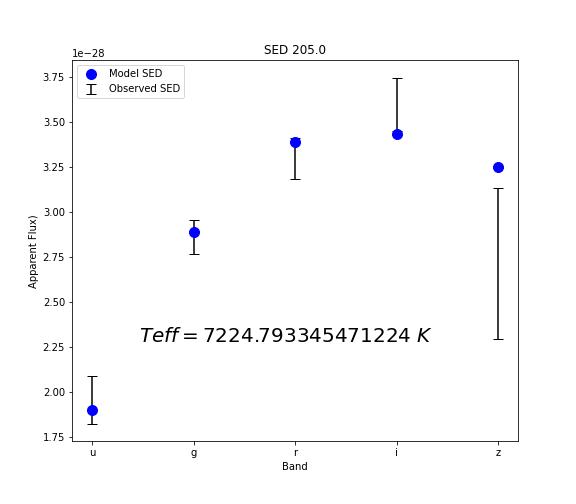 SED 205.0
1e−28
Model SED
Observed SED
3.75
3.50
3.25
3.00
2.75
2.50
2.25
2.00
1.75
Apparent Flux)
Teff = 7224.793345471224 K
u g r i z
Band